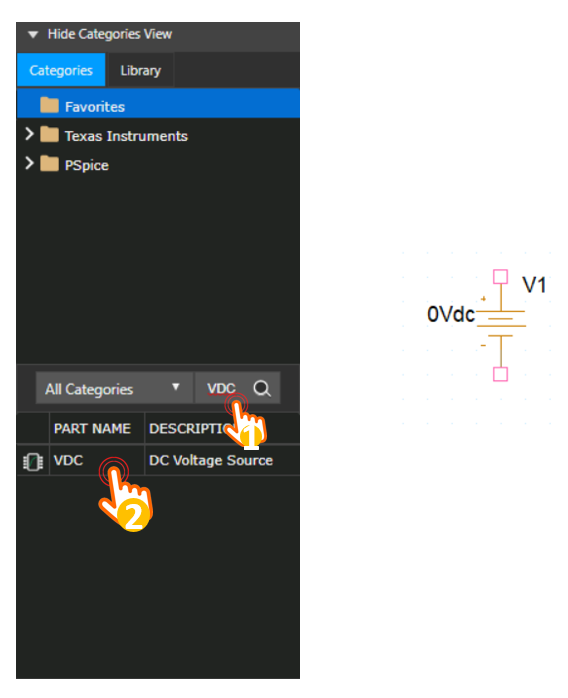 Hide Categories View
Categories Library
Favorites
Texas Instruments
PSpice
All Categories VDC
PART NAME DESCRIPTI
VDC DC Voltage Source
1
2
V1
0Vdc
+
-